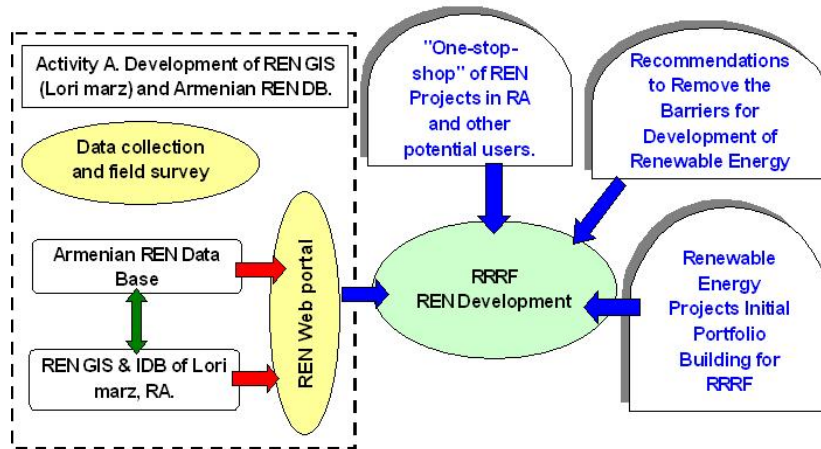 Activity A. Development of REN GIS
(Lori marz) and Armenian REN DB.
Data collection
and field survey
Armenian REN Data
Base
REN GIS & IDB of Lori
marz, RA.
REN Web portal
"One-stop-
shop" of REN
Projects in RA
and other
potential users.
Recommendations
to Remove the
Barriers for
Development of
Renewable Energy
RRRF
REN Development
Renewable
Energy
Projects Initial
Portfolio
Building for
RRRF